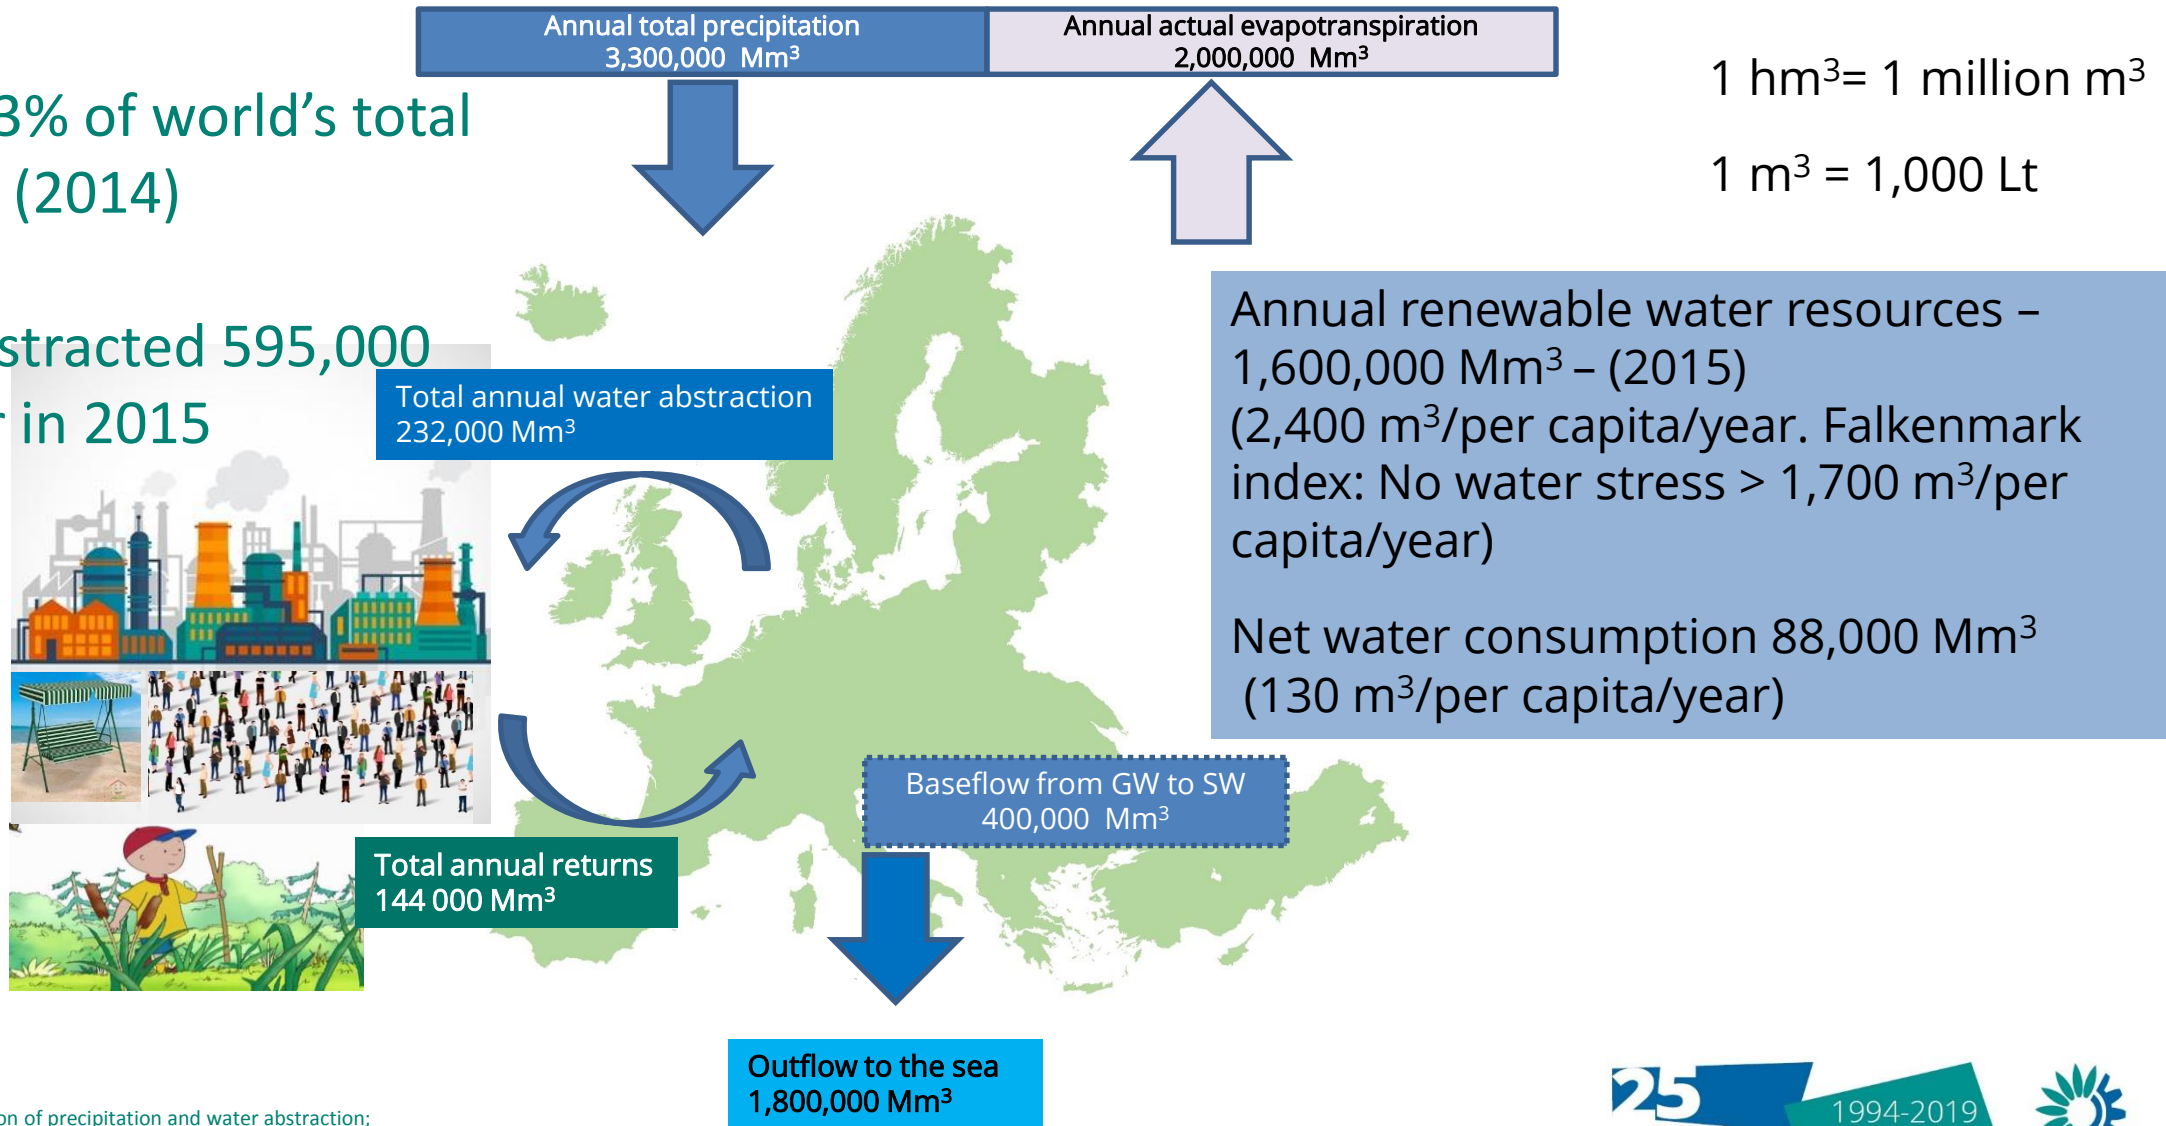 Annual total precipitation
3,300,000 Mm³
Annual actual evapotranspiration
2,000,000 Mm³
1 hm³= 1 million m³
1 m³ = 1,000 Lt
3% of world's total
(2014)
stracted 595,000
r in 2015
Total annual water abstraction
232,000 Mm³
Annual renewable water resources –
1,600,000 Mm³ – (2015)
(2,400 m³/per capita/year. Falkenmark
index: No water stress > 1,700 m³/per
capita/year)
Net water consumption 88,000 Mm³
(130 m³/per capita/year)
Baseflow from GW to SW
400,000 Mm³
Total annual returns
144 000 Mm³
Outflow to the sea
1,800,000 Mm³
on of precipitation and water abstraction;
25
1994-2019